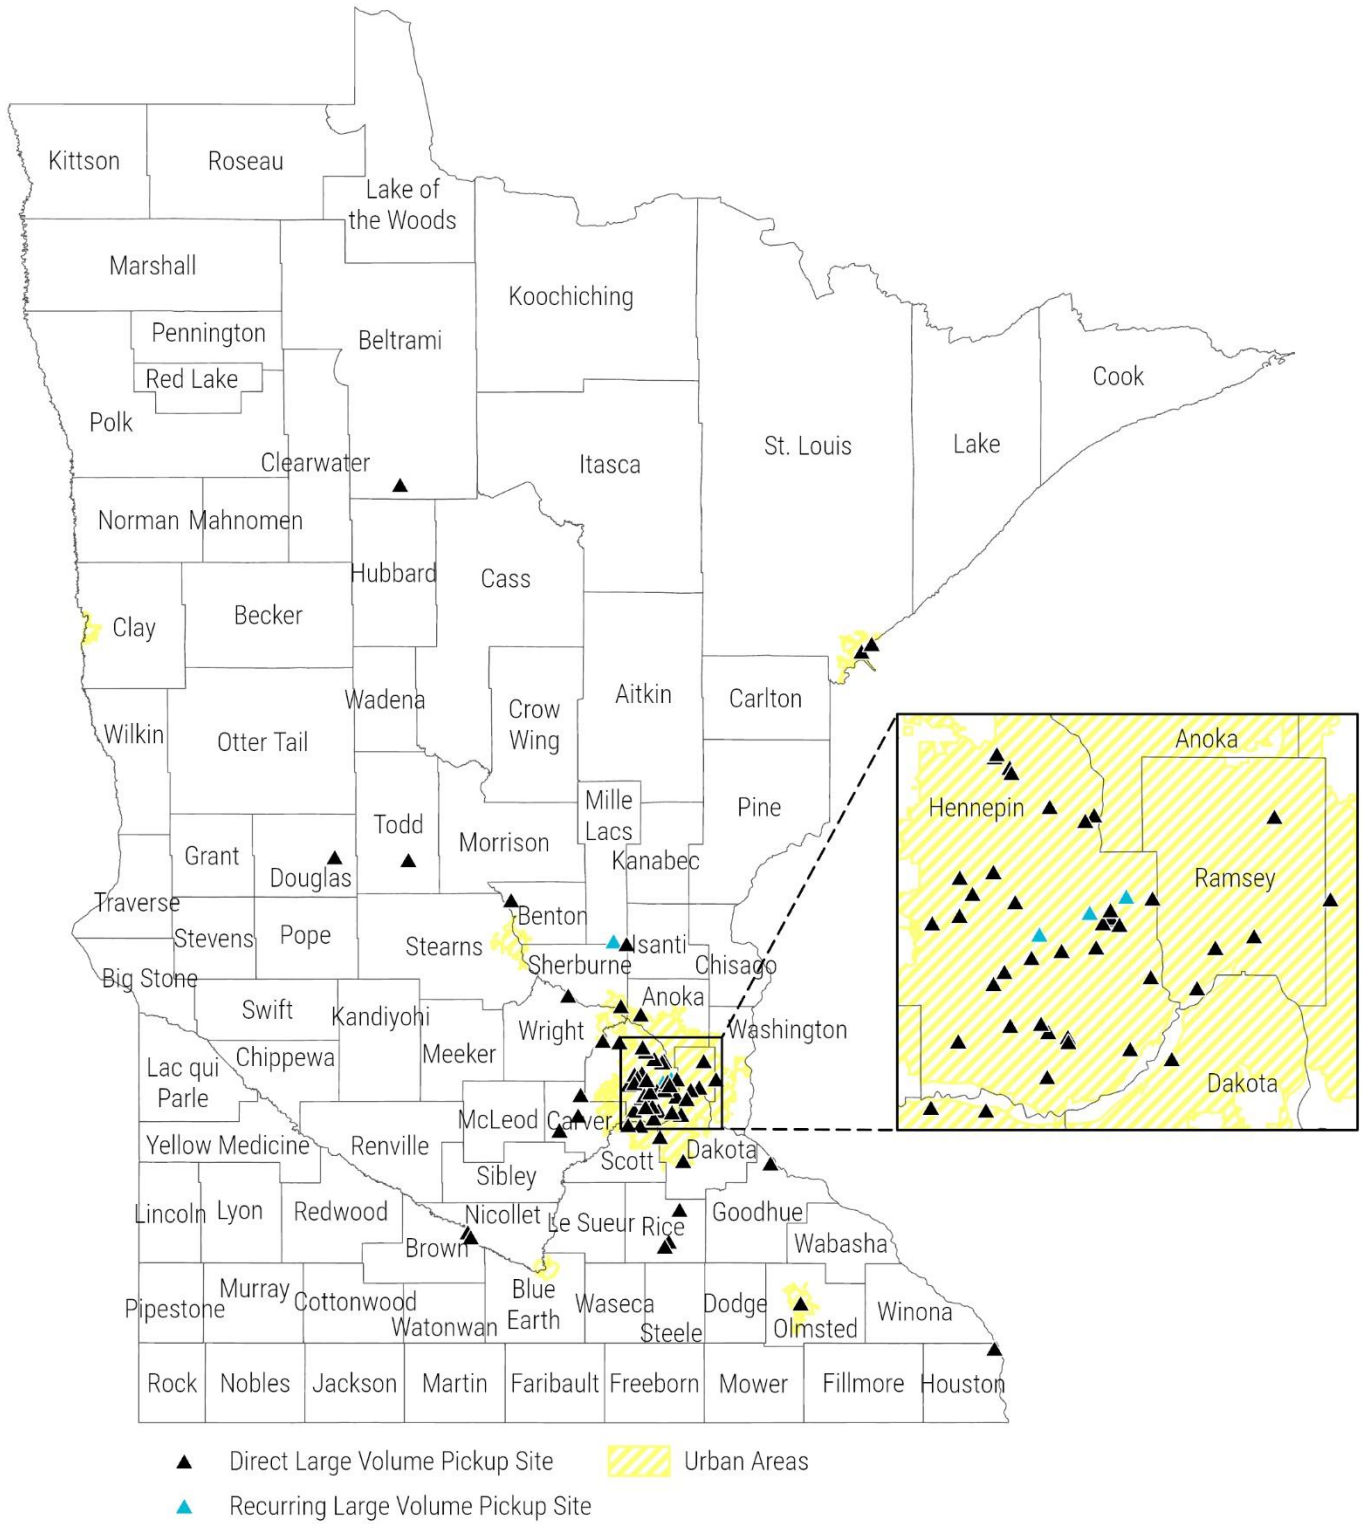 Kittson
Roseau
Lake of
the Woods
Marshall
Koochiching
Pennington
Beltrami
Red Lake
Cook
Polk
St. Louis
Lake
Clearwater
Itasca
Norman
Mahnomen
Hubbard
Cass
Becker
Clay
Wadena
Aitkin
Carlton
Crow
Wing
Wilkin
Otter Tail
Anoka
Mille
Lacs
Pine
Hennepin
Todd
Morrison
Grant
Kanabec
Douglas
Ramsey
Traverse
Benton
Stevens
Pope
Stearns
Isanti
Sherburne
Chisago
Big Stone
Anoka
Swift
Kandiyohi
Wright
Washington
Meeker
Chippewa
Lac qui
Parle
Dakota
McLeod
Carver
Yellow Medicine
Renville
Dakota
Scott
Sibley
Lincoln
Lyon
Redwood
Nicollet
Le Sueur
Rice
Goodhue
Brown
Wabasha
Murray
Blue
Earth
Cottonwood
Pipestone
Waseca
Dodge
Winona
Watonwan
Steele
Olmsted
Rock
Nobles
Jackson
Martin
Faribault
Freeborn
Mower
Fillmore
Houston
Direct Large Volume Pickup Site
Urban Areas
Recurring Large Volume Pickup Site